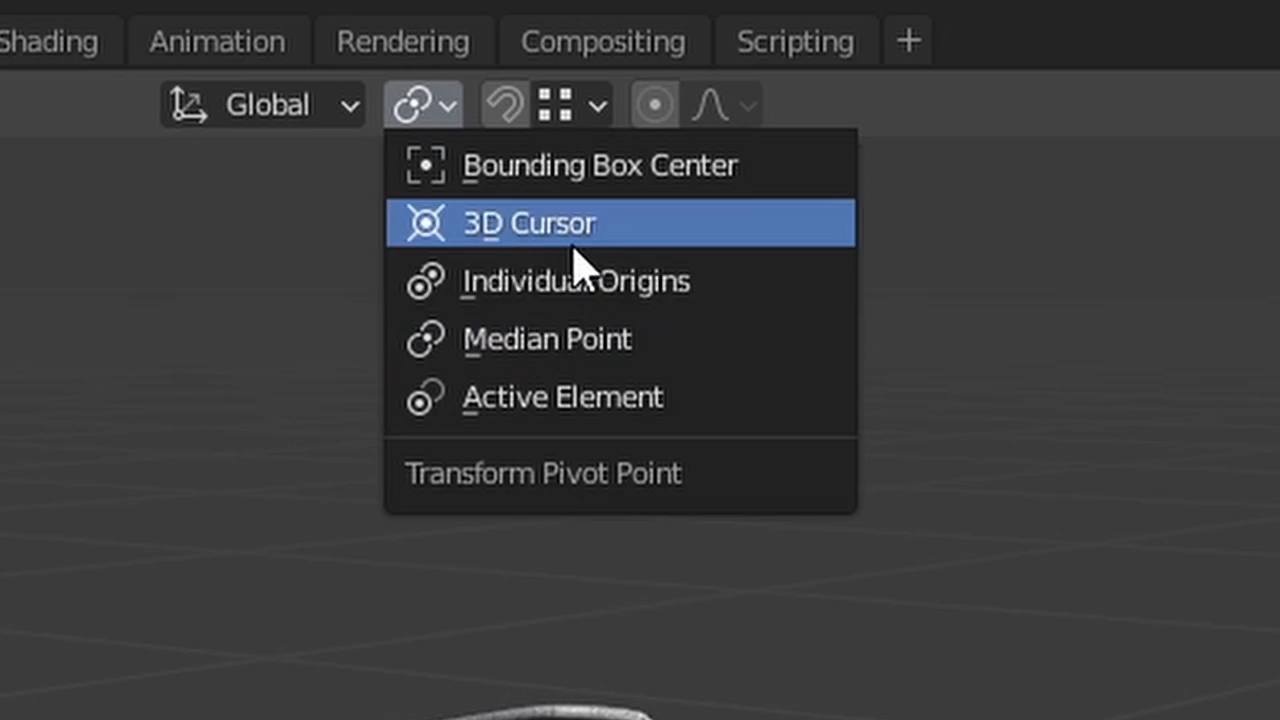 Shading Animation Rendering Compositing Scripting +
Global
Bounding Box Center
3D Cursor
Individual Origins
Median Point
Active Element
Transform Pivot Point